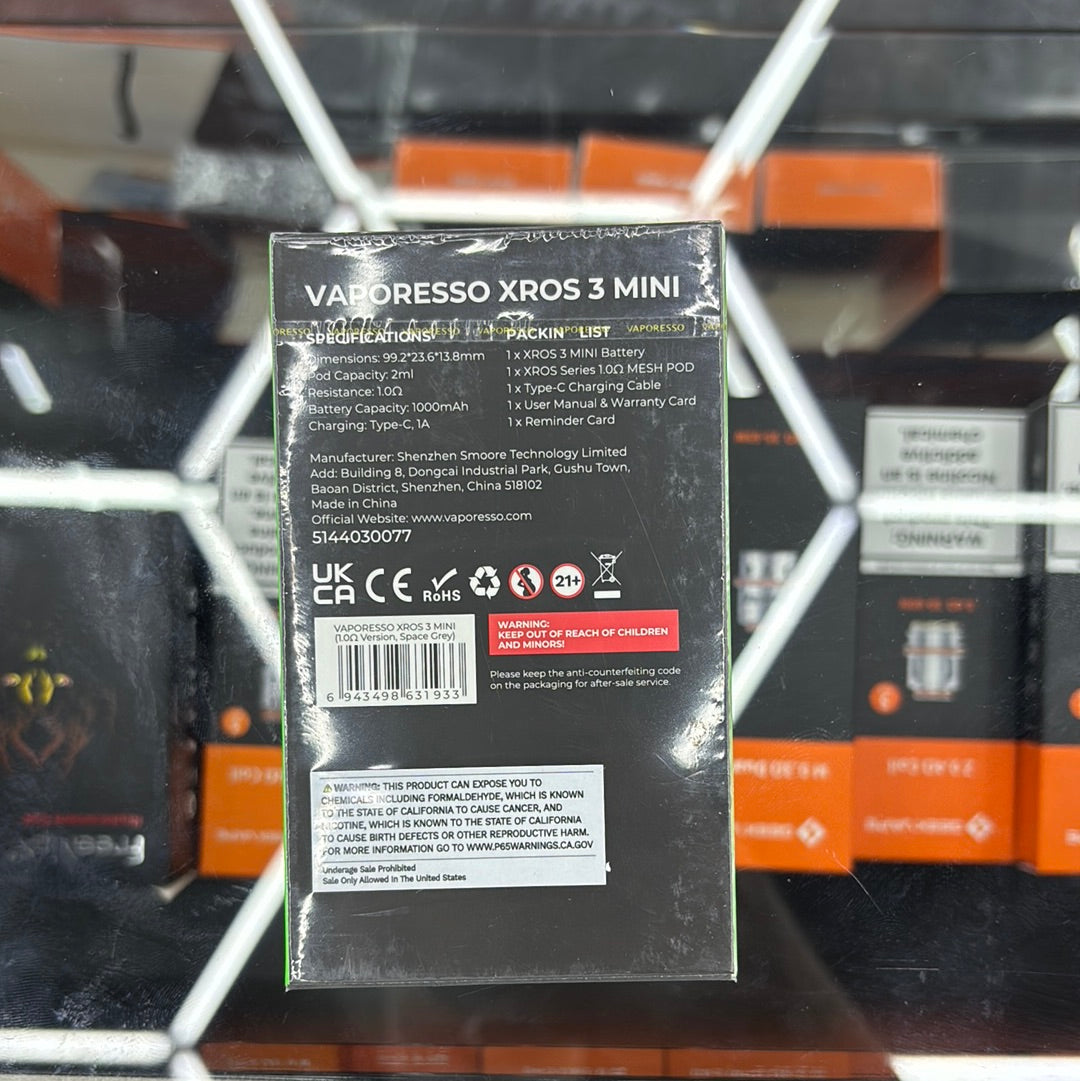 VAPORESSO XROS 3 MINI
VAPORESSO VAPORESSO VAPORESSO
SPECIFICATIONS
Dimensions: 99.2*23.6*13.8mm
Pod Capacity: 2ml
Resistance: 1.0Ω
Battery Capacity: 1000mAh
Charging: Type-C, 1A
PACKIN LIST
1 x XROS 3 MINI Battery
1 x XROS Series 1.0Ω MESH POD
1 x Type-C Charging Cable
1 x User Manual & Warranty Card
1 x Reminder Card
Manufacturer: Shenzhen Smoore Technology Limited
Add: Building 8, Dongcai Industrial Park, Gushu Town,
Baoan District, Shenzhen, China 518102
Made in China
Official Website: www.vaporesso.com
5144030077
UK
CA CE RoHS 21+
VAPORESSO XROS 3 MINI
(1.0Ω Version, Space Grey)
6 943498 631933
WARNING:
KEEP OUT OF REACH OF CHILDREN
AND MINORS!
Please keep the anti-counterfeiting code
on the packaging for after-sale service.
WARNING: THIS PRODUCT CAN EXPOSE YOU TO
CHEMICALS INCLUDING FORMALDEHYDE, WHICH IS KNOWN
TO THE STATE OF CALIFORNIA TO CAUSE CANCER, AND
NICOTINE, WHICH IS KNOWN TO THE STATE OF CALIFORNIA
TO CAUSE BIRTH DEFECTS OR OTHER REPRODUCTIVE HARM.
FOR MORE INFORMATION GO TO WWW.P65WARNINGS.CA.GOV
Underage Sale Prohibited
Sale Only Allowed In The United States